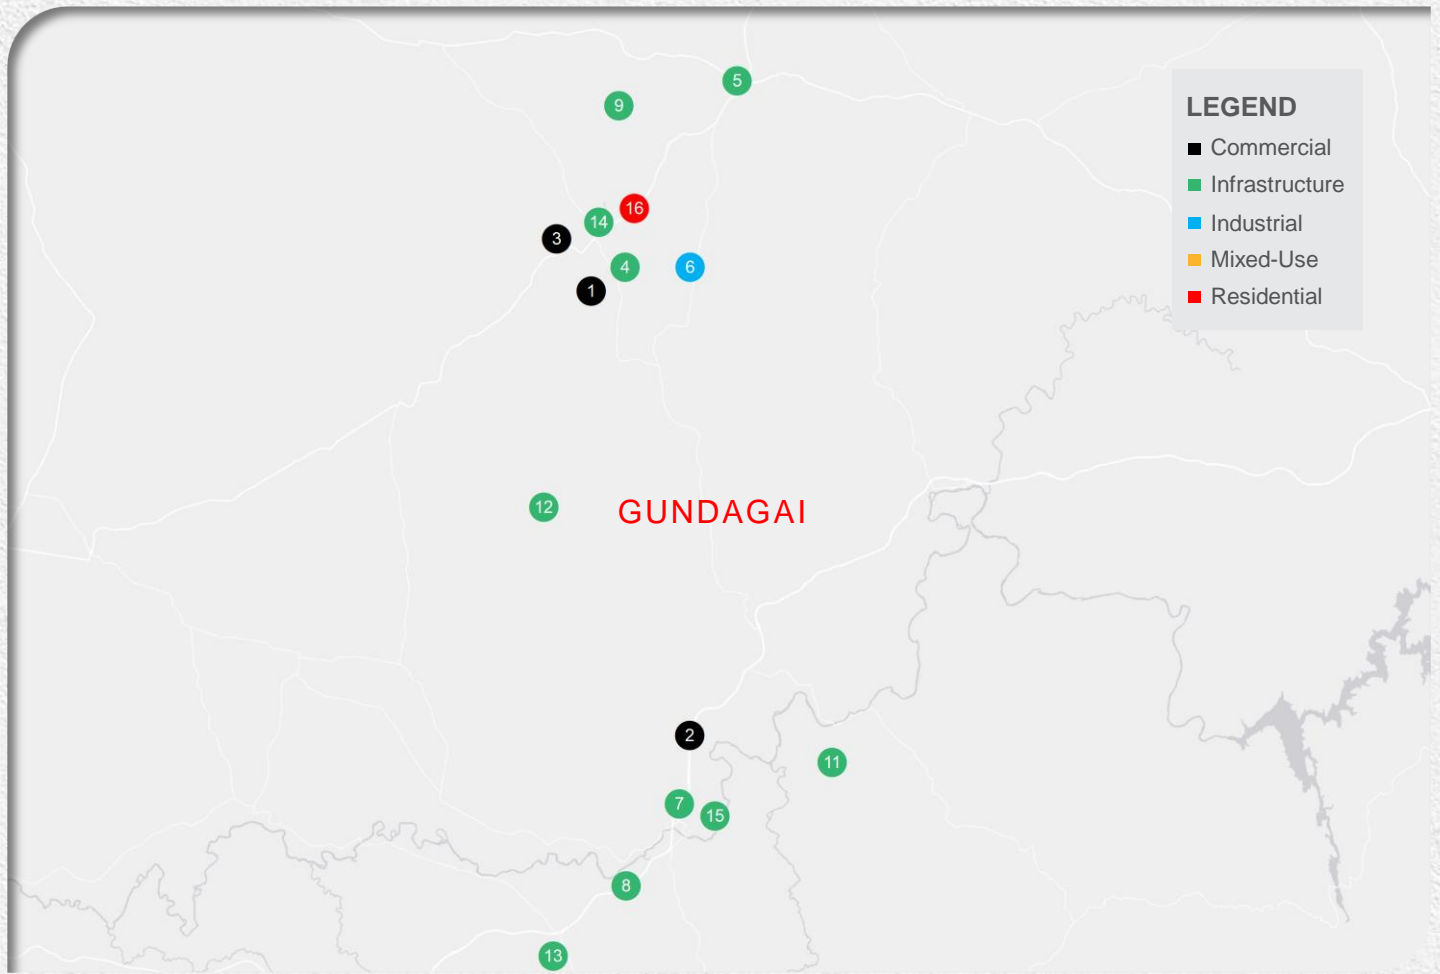 5
9
LEGEND
Commercial
Infrastructure
Industrial
Mixed-Use
Residential
16
14
3
4
6
1
12
GUNDAGAI
2
11
7
15
8
13